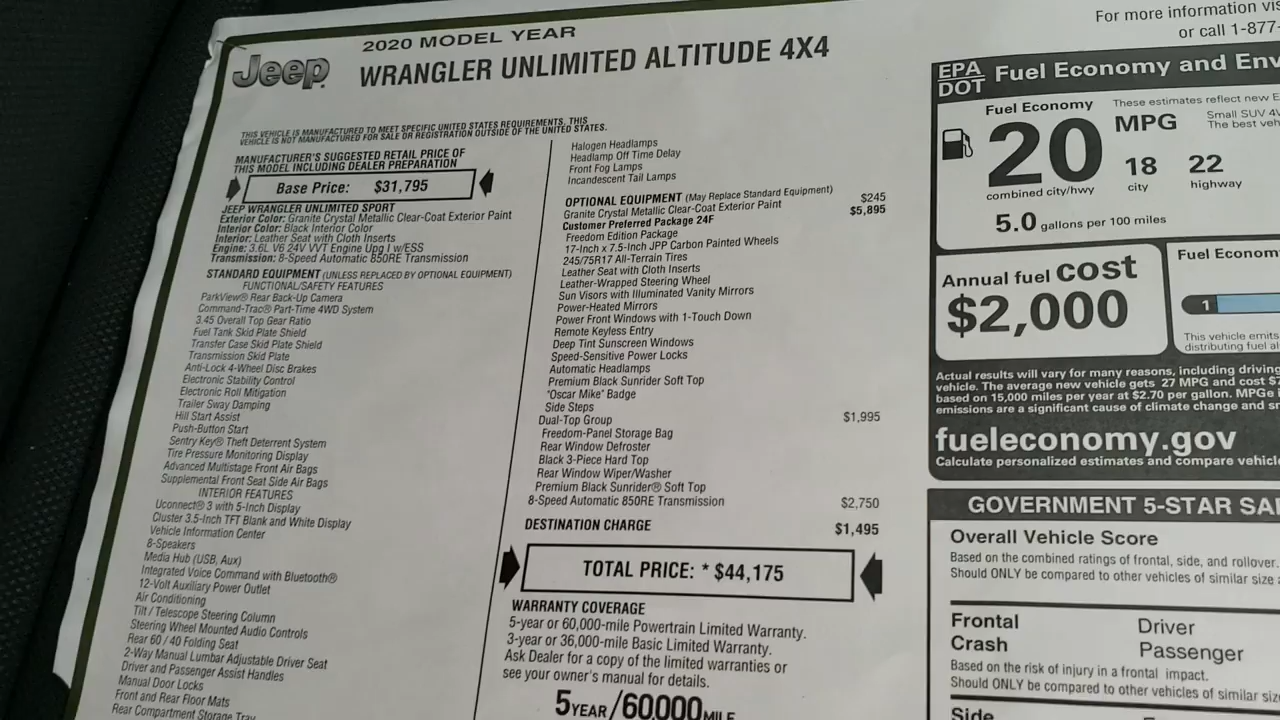 Jeep
2020 MODEL YEAR
WRANGLER UNLIMITED ALTITUDE 4X4
THIS VEHICLE IS MANUFACTURED TO MEET SPECIFIC UNITED STATES REQUIREMENTS. THIS
VEHICLE IS NOT MANUFACTURED FOR SALE OR REGISTRATION OUTSIDE OF THE UNITED STATES.
MANUFACTURER'S SUGGESTED RETAIL PRICE OF
THIS MODEL INCLUDING DEALER PREPARATION
Base Price: $31,795
JEEP WRANGLER UNLIMITED SPORT
Exterior Color: Granite Crystal Metallic Clear-Coat Exterior Paint
Interior Color: Black Interior Color
Interior: Leather Seat with Cloth Inserts
Engine: 3.6L V6 24V VVT Engine Upg I w/ESS
Transmission: 8-Speed Automatic 850RE Transmission
STANDARD EQUIPMENT (UNLESS REPLACED BY OPTIONAL EQUIPMENT)
FUNCTIONAL/SAFETY FEATURES
ParkView® Rear Back-Up Camera
Command-Trac® Part-Time 4WD System
3.45 Overall Top Gear Ratio
Fuel Tank Skid Plate Shield
Transfer Case Skid Plate Shield
Transmission Skid Plate
Anti-Lock 4-Wheel Disc Brakes
Electronic Stability Control
Electronic Roll Mitigation
Trailer Sway Damping
Hill Start Assist
Push-Button Start
Sentry Key® Theft Deterrent System
Tire Pressure Monitoring Display
Advanced Multistage Front Air Bags
Supplemental Front Seat Side Air Bags
INTERIOR FEATURES
Uconnect® 3 with 5-Inch Display
Cluster 3.5-Inch TFT Blank and White Display
Vehicle Information Center
8-Speakers
Media Hub (USB, Aux)
Integrated Voice Command with Bluetooth®
12-Volt Auxiliary Power Outlet
Air Conditioning
Tilt / Telescope Steering Column
Steering Wheel Mounted Audio Controls
Rear 60 / 40 Folding Seat
2-Way Manual Lumbar Adjustable Driver Seat
Driver and Passenger Assist Handles
Manual Door Locks
Front and Rear Floor Mats
Rear Compartment Storage Tray
Halogen Headlamps
Headlamp Off Time Delay
Front Fog Lamps
Incandescent Tail Lamps
OPTIONAL EQUIPMENT (May Replace Standard Equipment)
Granite Crystal Metallic Clear-Coat Exterior Paint $245
Customer Preferred Package 24F $5,895
Freedom Edition Package
17-Inch x 7.5-Inch JPP Carbon Painted Wheels
245/75R17 All-Terrain Tires
Leather Seat with Cloth Inserts
Leather-Wrapped Steering Wheel
Sun Visors with Illuminated Vanity Mirrors
Power-Heated Mirrors
Power Front Windows with 1-Touch Down
Remote Keyless Entry
Deep Tint Sunscreen Windows
Speed-Sensitive Power Locks
Automatic Headlamps
Premium Black Sunrider Soft Top
"Oscar Mike" Badge
Side Steps
Dual-Top Group $1,995
Freedom-Panel Storage Bag
Rear Window Defroster
Black 3-Piece Hard Top
Rear Window Wiper/Washer
Premium Black Sunrider® Soft Top
8-Speed Automatic 850RE Transmission $2,750
DESTINATION CHARGE $1,495
TOTAL PRICE: * $44,175
WARRANTY COVERAGE
5-year or 60,000-mile Powertrain Limited Warranty.
3-year or 36,000-mile Basic Limited Warranty.
Ask Dealer for a copy of the limited warranties or
see your owner's manual for details.
5YEAR/60,000MILE
For more information
or call 1-877-
EPA
DOT
Fuel Economy and
Fuel Economy
These estimates reflect new
20 MPG
Small SUV
The best
18 22
combined city/hwy city highway
5.0 gallons per 100 miles
Annual fuel cost
$2,000
Fuel
1
This vehicle emits
distributing fuel
Actual results will vary for many reasons, including driving
vehicle. The average new vehicle gets 27 MPG and cost
based on 15,000 miles per year at $2.70 per gallon. MPGe
emissions are a significant cause of climate change and
fueleconomy.gov
Calculate personalized estimates and compare
GOVERNMENT 5-STAR
Overall Vehicle Score
Based on the combined ratings of frontal, side, and rollover.
Should ONLY be compared to other vehicles of similar size
Frontal Driver
Crash Passenger
Based on the risk of injury in a frontal impact.
Should ONLY be compared to other vehicles of similar
Side